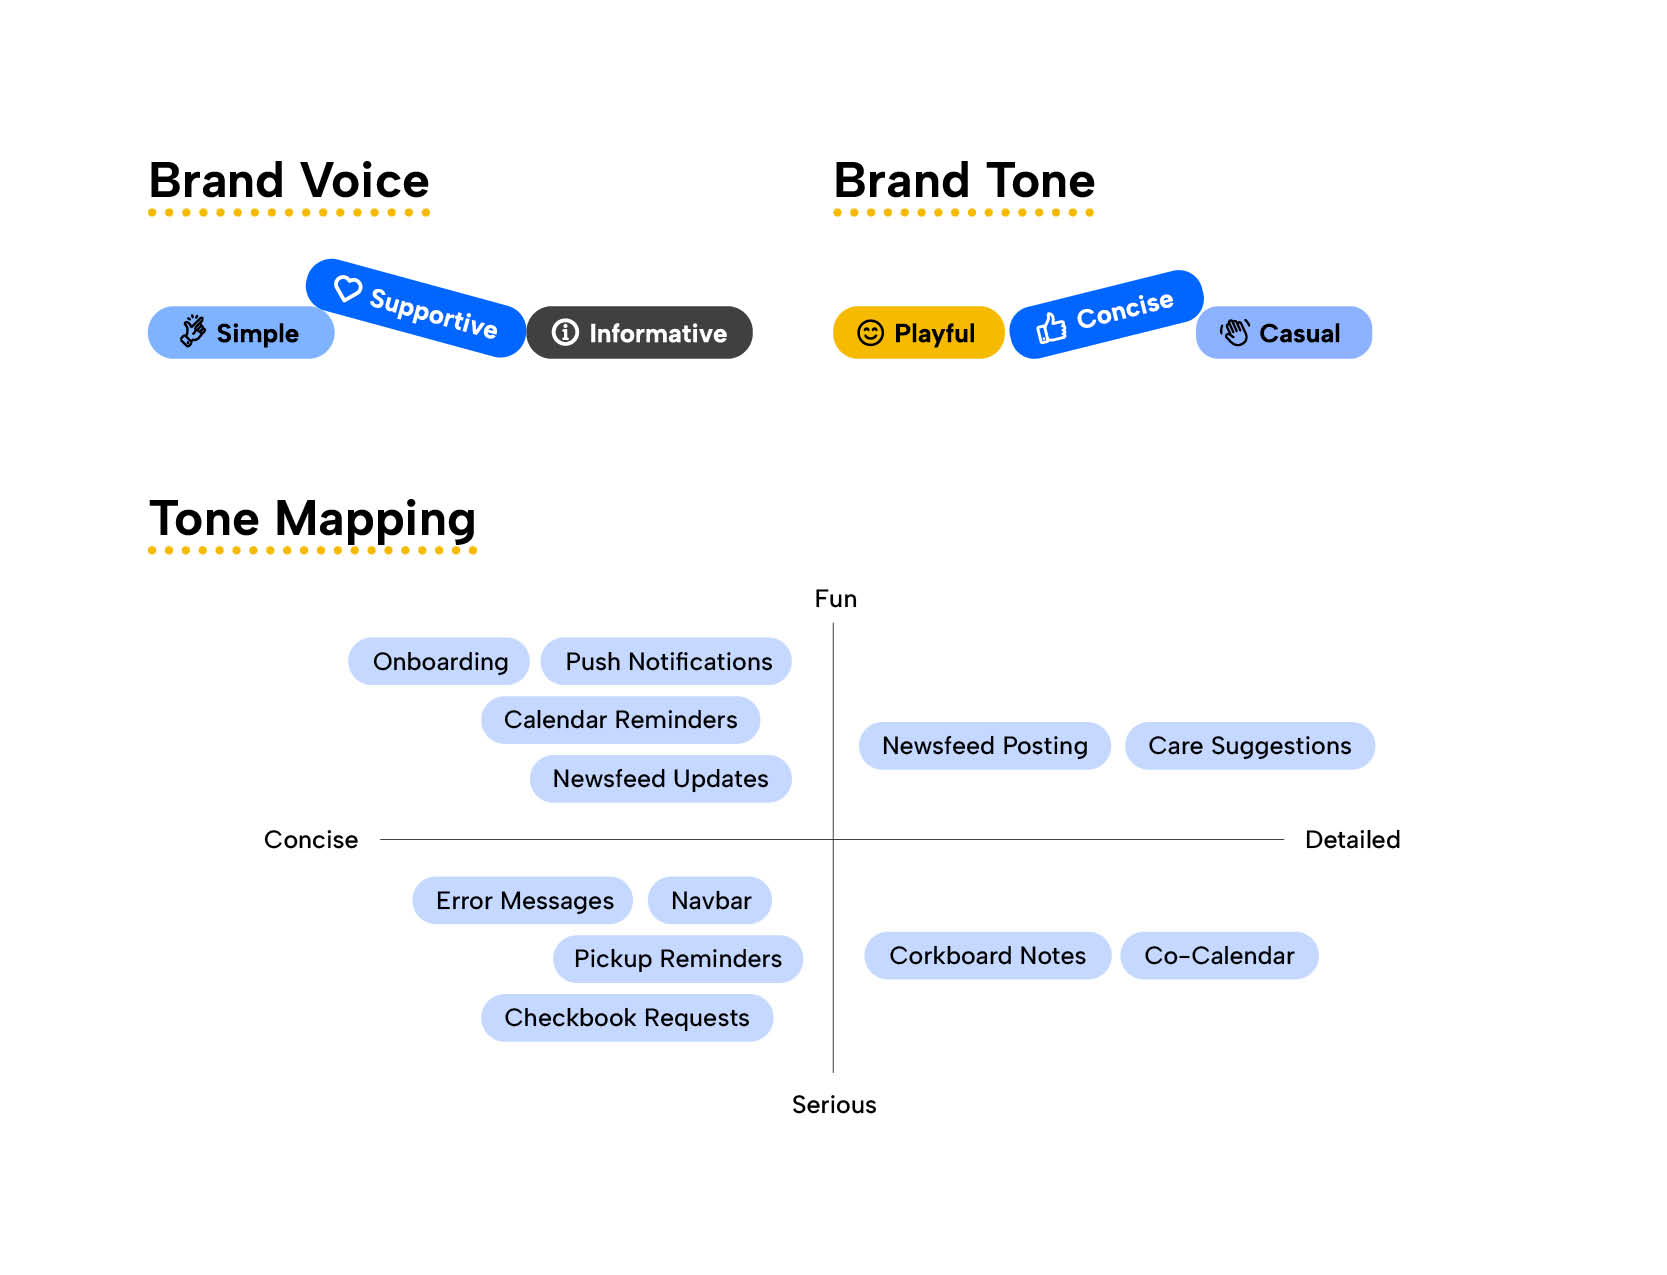 Brand Voice
Simple
Supportive
Informative
Brand Tone
Playful
Concise
Casual
Tone Mapping
Fun
Onboarding
Push Notifications
Calendar Reminders
Newsfeed Updates
Newsfeed Posting
Care Suggestions
Concise
Detailed
Error Messages
Navbar
Pickup Reminders
Checkbook Requests
Corkboard Notes
Co-Calendar
Serious